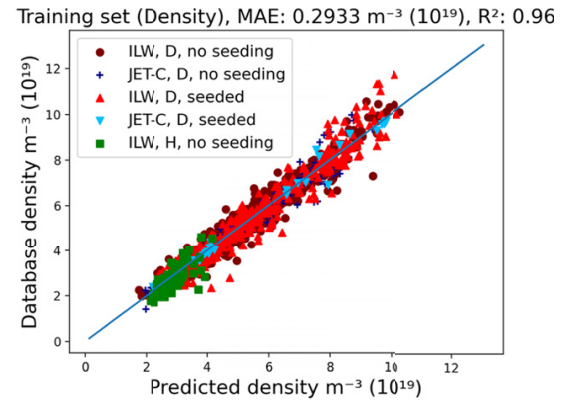 Training set (Density), MAE: 0.2933 m⁻³ (10¹⁹), R²: 0.96
ILW, D, no seeding
JET-C, D, no seeding
ILW, D, seeded
JET-C, D, seeded
ILW, H, no seeding
Database density m⁻³ (10¹⁹)
12
10
8
6
4
2
0
0 2 4 6 8 10 12
Predicted density m⁻³ (10¹⁹)